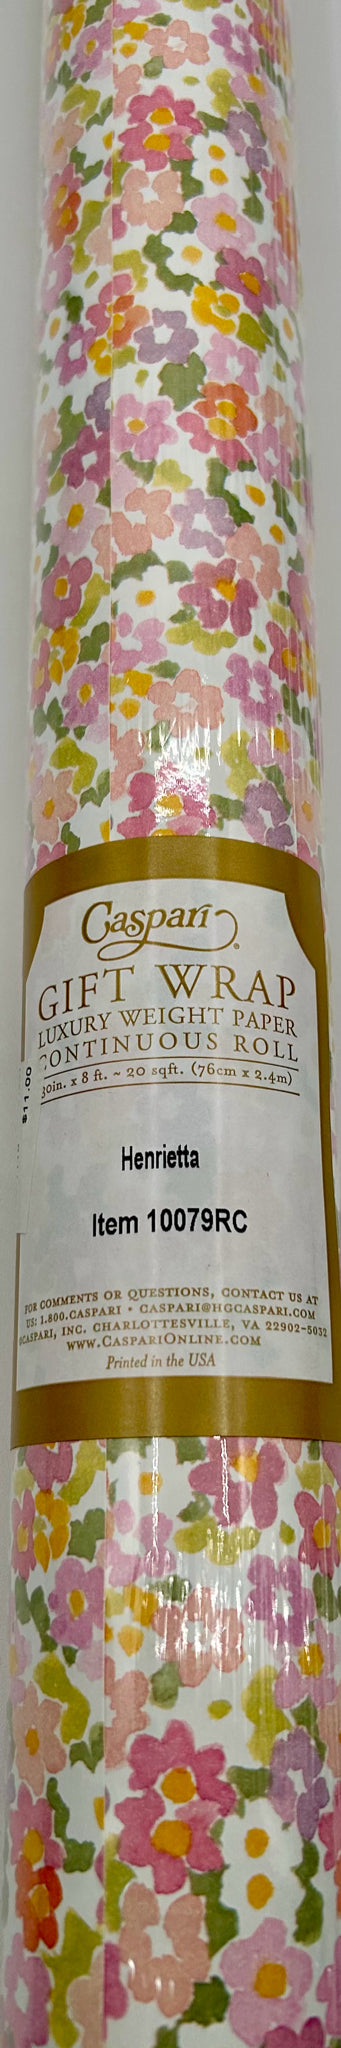 Caspari®
GIFT WRAP
LUXURY WEIGHT PAPER
CONTINUOUS ROLL
30in. x 8 ft. ~ 20 sqft. (76cm x 2.4m)
$11.00
Henrietta
Item 10079RC
FOR COMMENTS OR QUESTIONS, CONTACT US AT
US: 1.800.CASPARI • CASPARI@HGCASPARI.COM
HGCASPARI, INC. CHARLOTTESVILLE, VA 22902-5032
WWW.CASPARIONLINE.COM
Printed in the USA